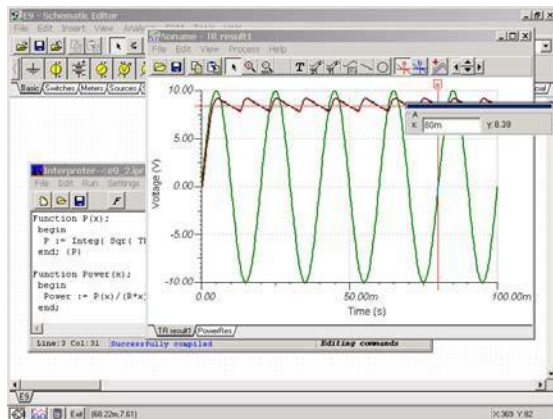 E9 - Schematic Editor
File Edit Insert View
Noname - TR result1
File Edit View Process Help
T
Basic Switches Meters Sources
a
A
x: 80m y: 8.39
10.00
5.00
0.00
-5.00
-10.00
Voltage (V)
0.00 50.00m 100.00m
Time (s)
TR result1 PowerRes
Interpreter
File Edit Run Settings
F
Function P(x);
begin
P := Integ( Sqr(
end; {P}
Function Power(x);
begin
Power := P(x)/(R*x)
end;
Line:3 Col:31 Successfully compiled Editing commands
E9
Exit (60.22m,7.61) X:369 Y:82